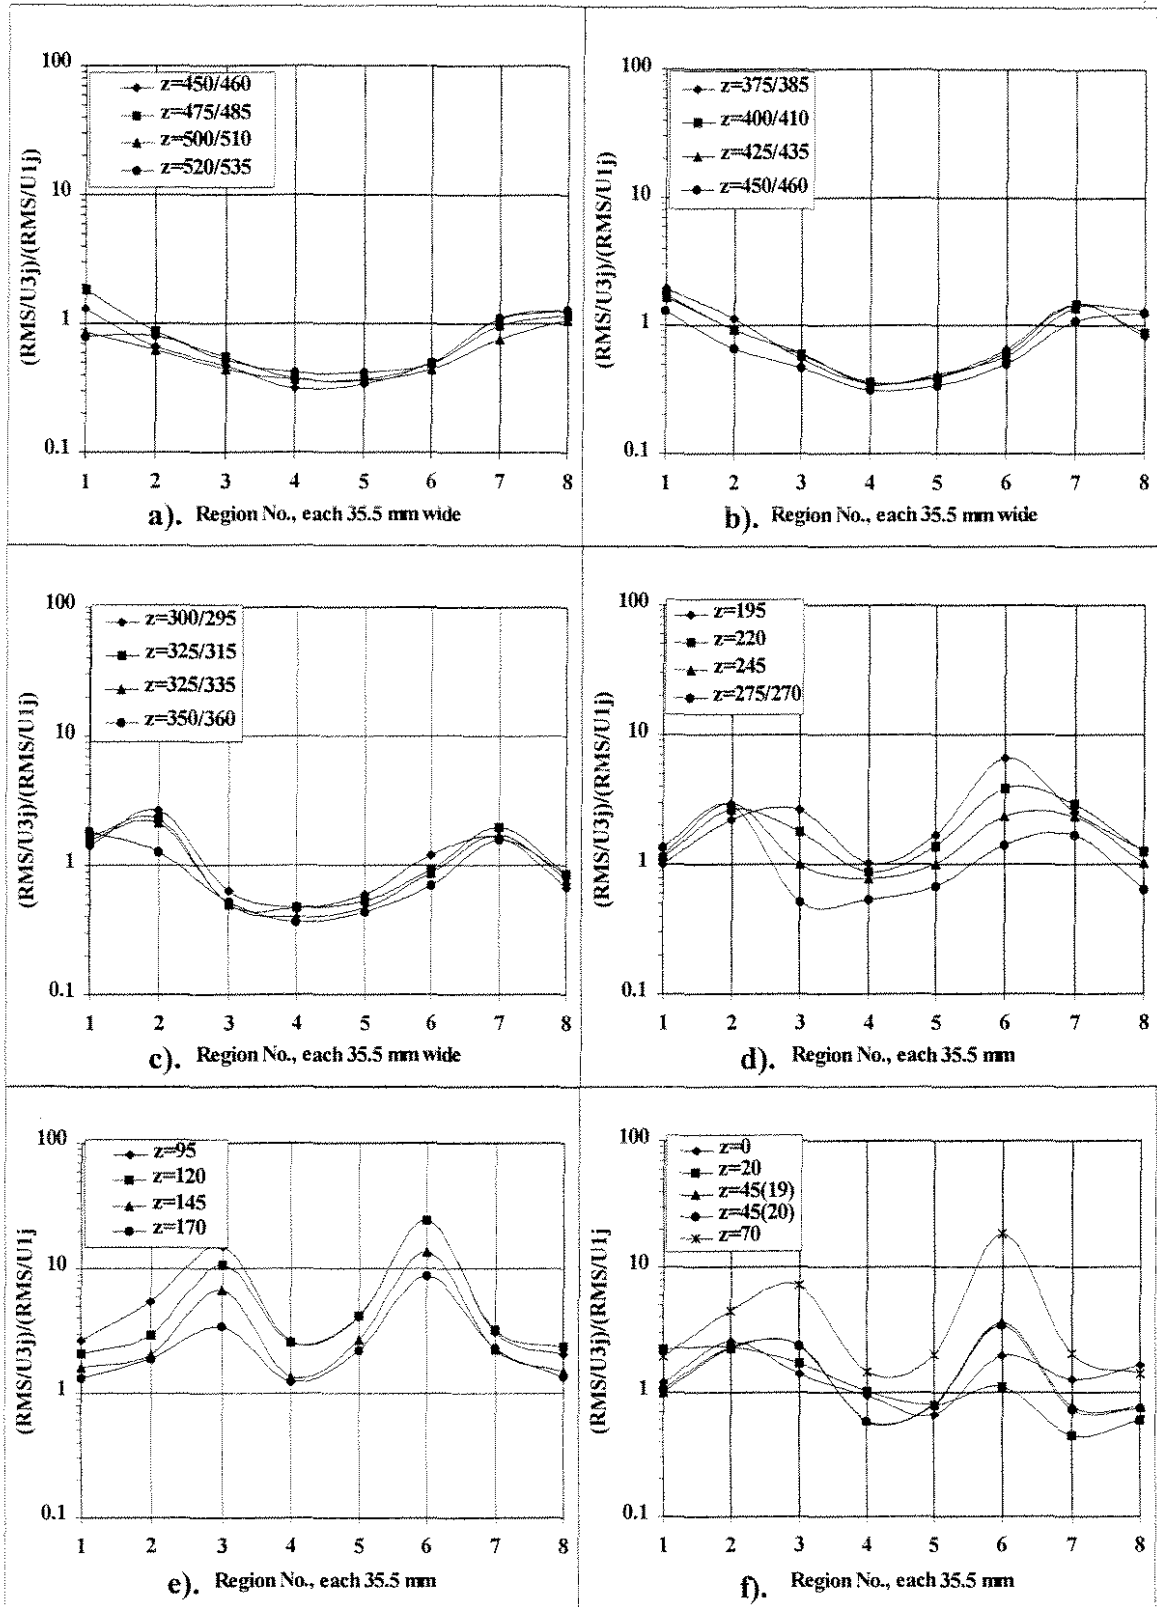 100
10
1
0.1
(RMS/U3j)/(RMS/U1j)
z=450/460
z=475/485
z=500/510
z=520/535
1 2 3 4 5 6 7 8
a). Region No., each 35.5 mm wide
100
10
1
0.1
(RMS/U3j)/(RMS/U1j)
z=375/385
z=400/410
z=425/435
z=450/460
1 2 3 4 5 6 7 8
b). Region No., each 35.5 mm wide
100
10
1
0.1
(RMS/U3j)/(RMS/U1j)
z=300/295
z=325/315
z=325/335
z=350/360
1 2 3 4 5 6 7 8
c). Region No., each 35.5 mm wide
100
10
1
0.1
(RMS/U3j)/(RMS/U1j)
z=195
z=220
z=245
z=275/270
1 2 3 4 5 6 7 8
d). Region No., each 35.5 mm
100
10
1
0.1
(RMS/U3j)/(RMS/U1j
z=95
z=120
z=145
z=170
1 2 3 4 5 6 7 8
e). Region No., each 35.5 mm
100
10
1
0.1
(RMS/U3j)/(RMS/U1j
z=0
z=20
z=45(19)
z=45(20)
z=70
1 2 3 4 5 6 7 8
f). Region No., each 35.5 mm